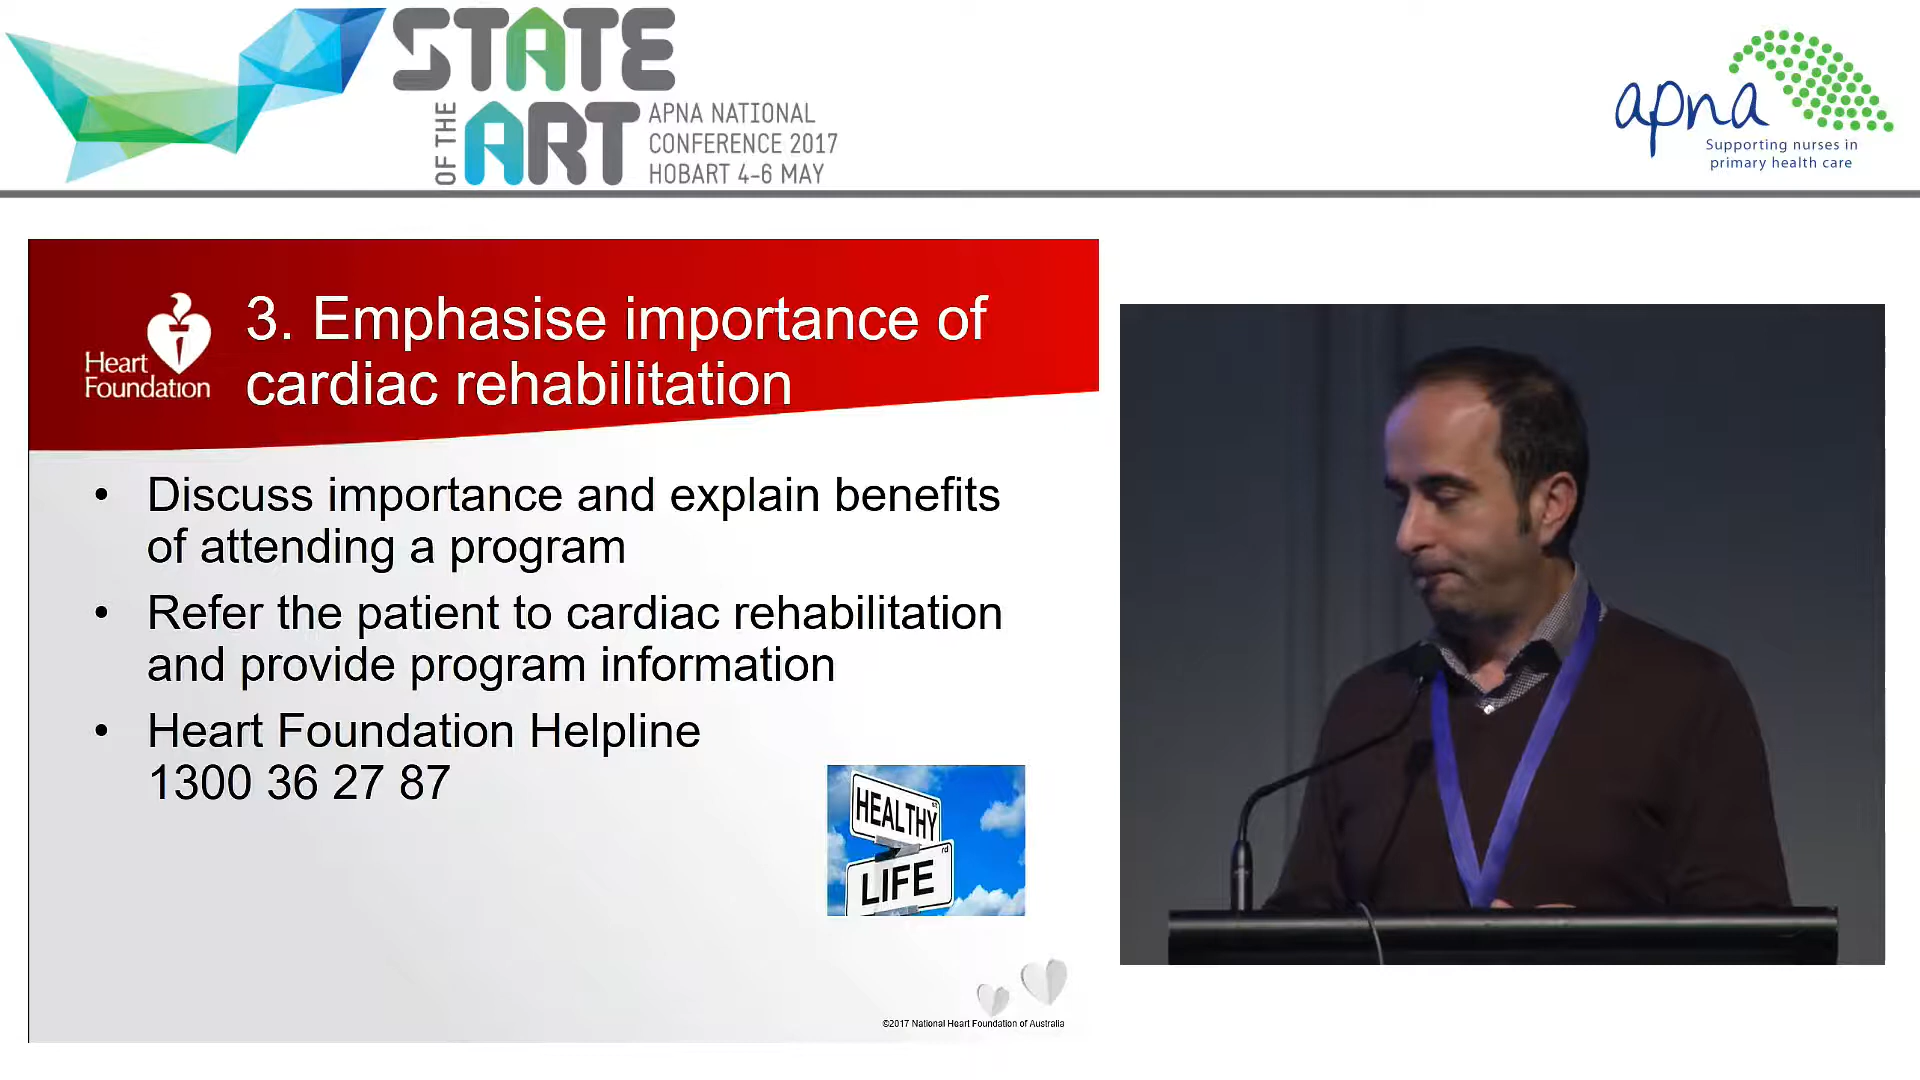 STATE
OF THE
ART
APNA NATIONAL
CONFERENCE 2017
HOBART 4-6 MAY
apna
Supporting nurses in
primary health care
Heart
Foundation
3. Emphasise importance of
cardiac rehabilitation
• Discuss importance and explain benefits
of attending a program
• Refer the patient to cardiac rehabilitation
and provide program information
• Heart Foundation Helpline
1300 36 27 87
HEALTHY st
LIFE rd
©2017 National Heart Foundation of Australia